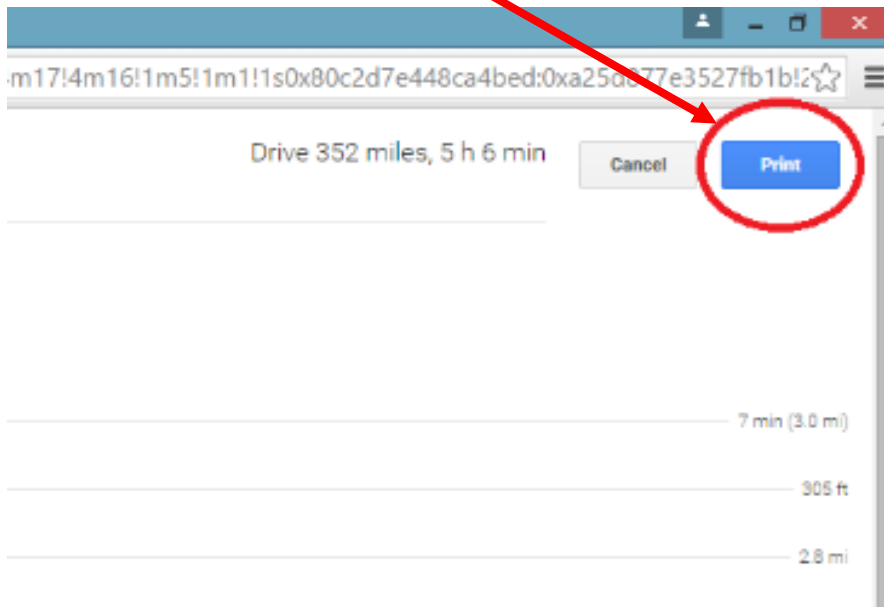 m17!4m16!1m5!1m1!1s0x80c2d7e448ca4bed:0xa25d877e3527fb1b!2
Drive 352 miles, 5 h 6 min
Cancel
Print
7 min (3.0 mi)
305 ft
2.8 mi